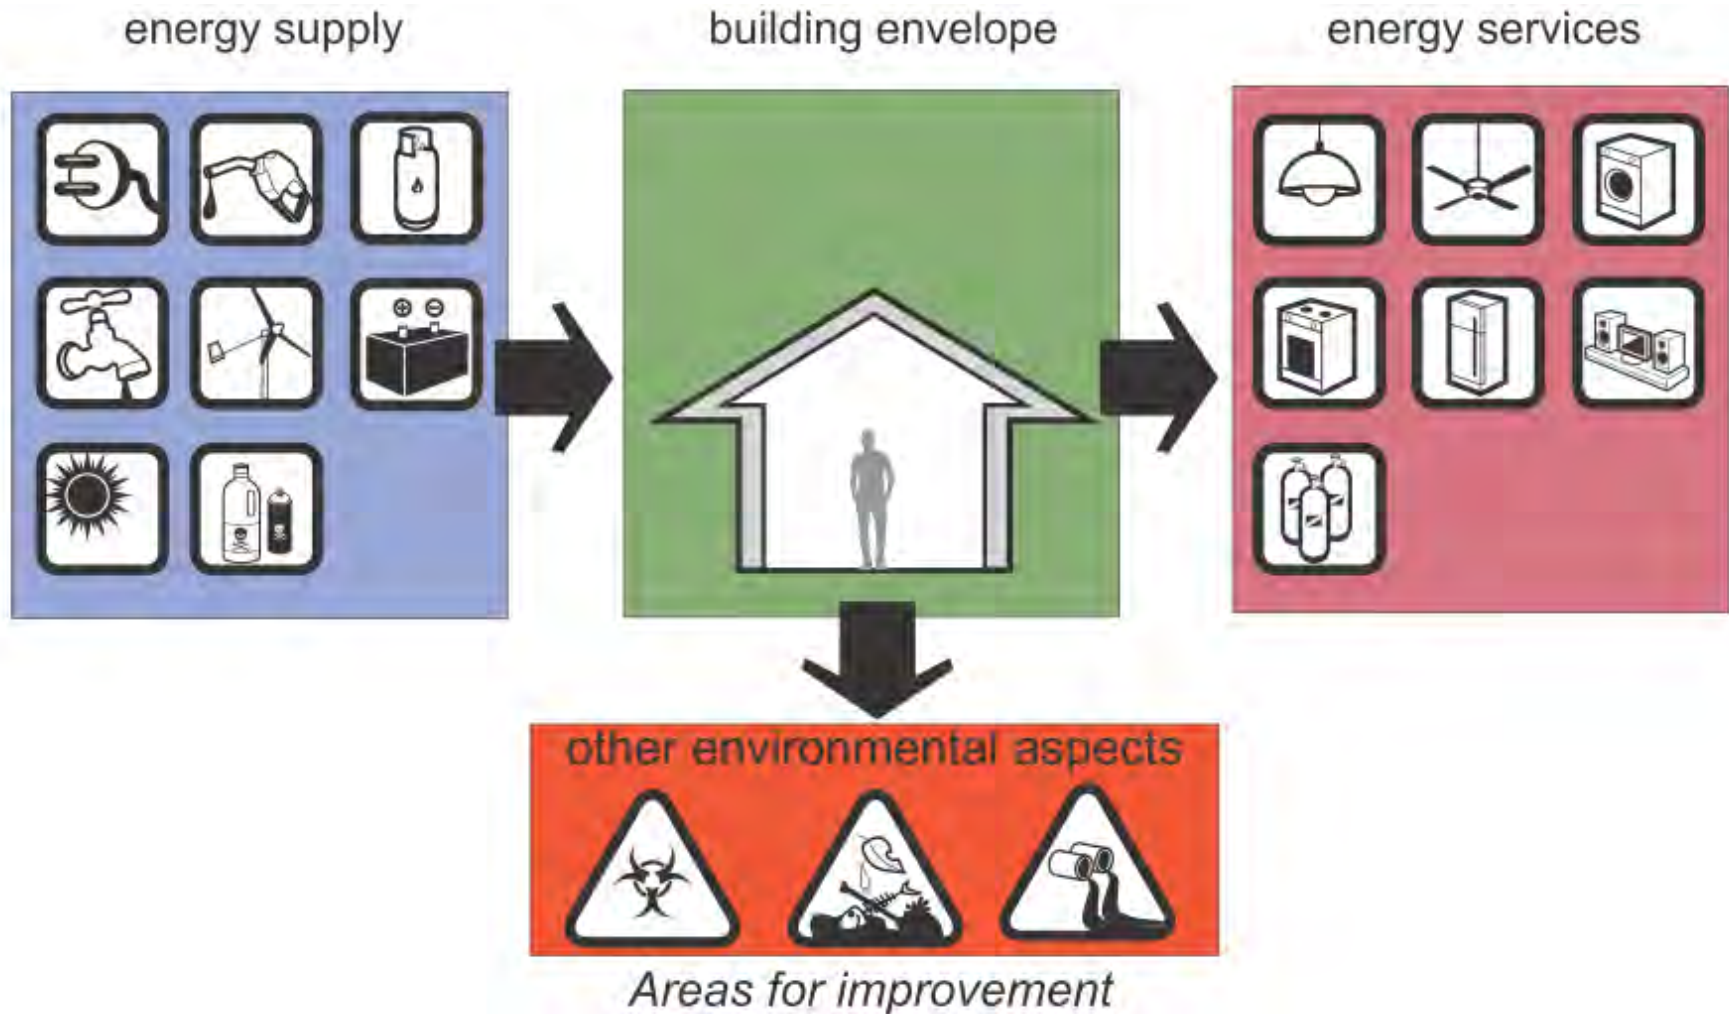 energy supply
building envelope
energy services
other environmental aspects
Areas for improvement